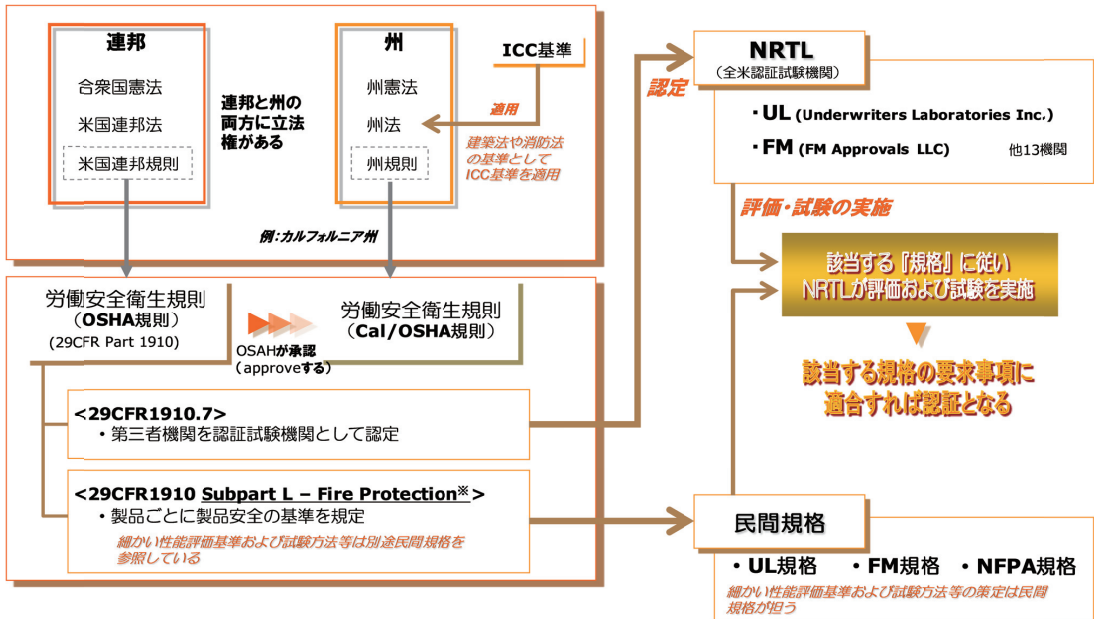 連邦
合衆国憲法
米国連邦法
米国連邦規則
連邦と州の
両方に立法
権がある
州
州憲法
州法
州規則
ICC基準
適用
建築法や消防法
の基準として
ICC基準を適用
例：カルフォルニア州
労働安全衛生規則
（OSHA規則）
(29CFR Part 1910)
OSAHが承認
（approveする）
労働安全衛生規則
（Cal/OSHA規則）
<29CFR1910.7>
・第三者機関を認証試験機関として認定
<29CFR1910 Subpart L – Fire Protection※>
・製品ごとに製品安全の基準を規定
細かい性能評価基準および試験方法等は別途民間規格を
参照している
認定
NRTL
（全米認証試験機関）
・UL (Underwriters Laboratories Inc.)
・FM (FM Approvals LLC) 他13機関
評価・試験の実施
該当する『規格』に従い
NRTLが評価および試験を実施
該当する規格の要求事項に
適合すれば認証となる
民間規格
・UL規格 ・FM規格 ・NFPA規格
細かい性能評価基準および試験方法等の策定は民間
規格が担う